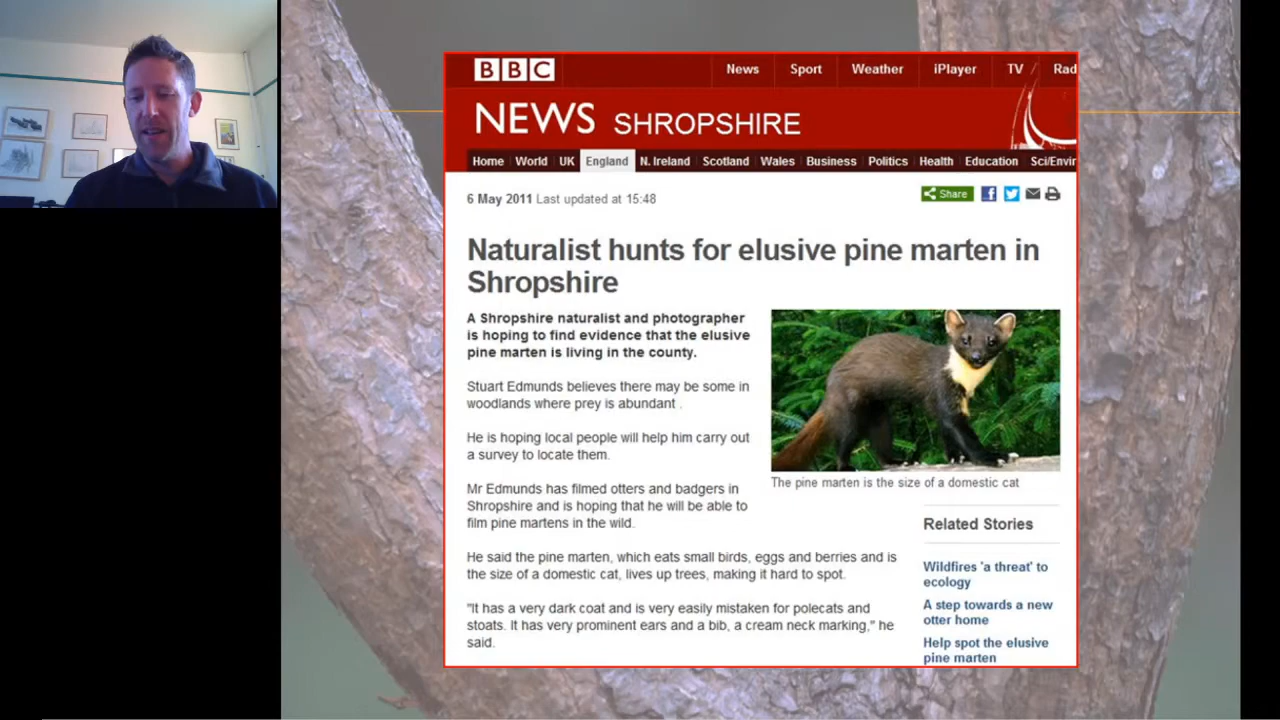 BBC
News Sport Weather iPlayer TV Rad
NEWS SHROPSHIRE
Home World UK England N. Ireland Scotland Wales Business Politics Health Education Sci/Envir
6 May 2011 Last updated at 15:48
Share
Naturalist hunts for elusive pine marten in
Shropshire
A Shropshire naturalist and photographer
is hoping to find evidence that the elusive
pine marten is living in the county.
Stuart Edmunds believes there may be some in
woodlands where prey is abundant .
He is hoping local people will help him carry out
a survey to locate them.
Mr Edmunds has filmed otters and badgers in
Shropshire and is hoping that he will be able to
film pine martens in the wild.
He said the pine marten, which eats small birds, eggs and berries and is
the size of a domestic cat, lives up trees, making it hard to spot.
"It has a very dark coat and is very easily mistaken for polecats and
stoats. It has very prominent ears and a bib, a cream neck marking," he
said.
The pine marten is the size of a domestic cat
Related Stories
Wildfires 'a threat' to
ecology
A step towards a new
otter home
Help spot the elusive
pine marten